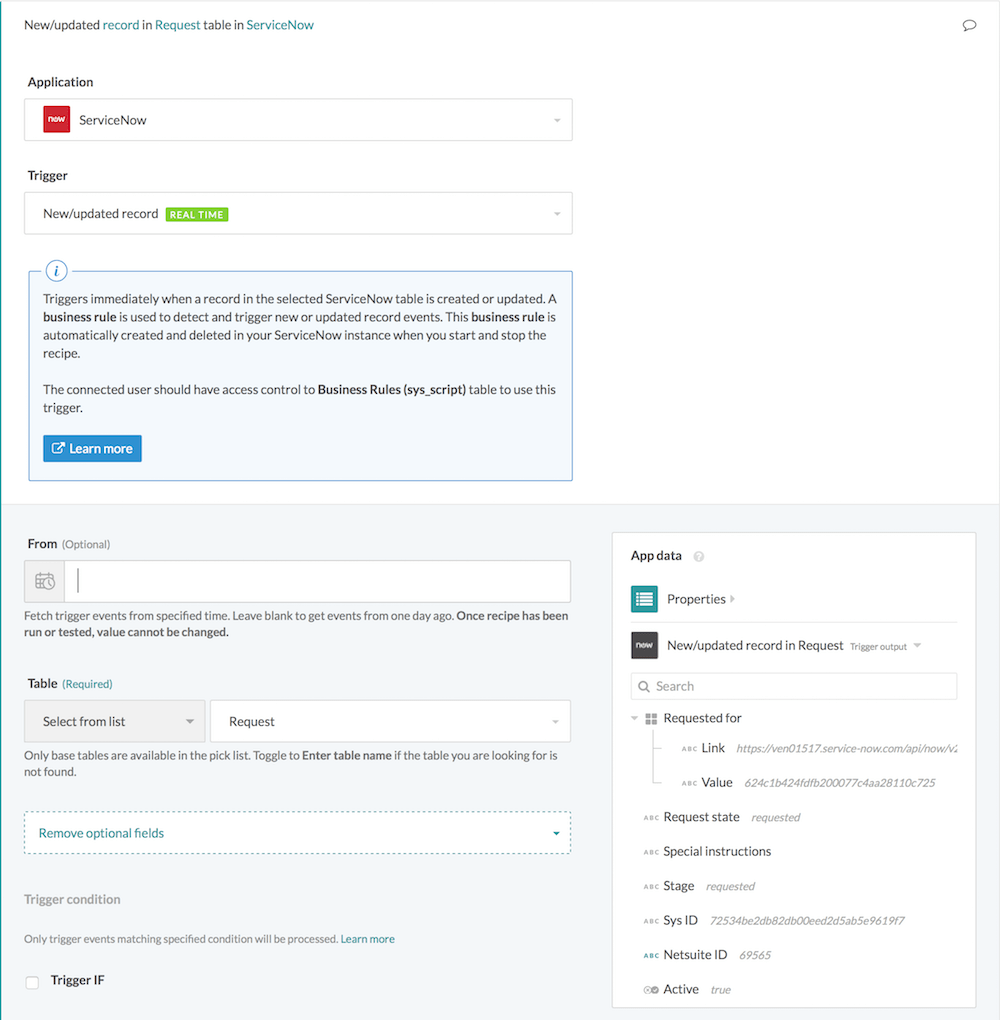 New/updated record in Request table in ServiceNow
Application
now
ServiceNow
Trigger
New/updated record REAL TIME
i
Triggers immediately when a record in the selected ServiceNow table is created or updated. A
business rule is used to detect and trigger new or updated record events. This business rule is
automatically created and deleted in your ServiceNow instance when you start and stop the
recipe.
The connected user should have access control to Business Rules (sys_script) table to use this
trigger.
Learn more
From (Optional)
Fetch trigger events from specified time. Leave blank to get events from one day ago. Once recipe has been
run or tested, value cannot be changed.
Table (Required)
Select from list
Request
Only base tables are available in the pick list. Toggle to Enter table name if the table you are looking for is
not found.
Remove optional fields
Trigger condition
Only trigger events matching specified condition will be processed. Learn more
Trigger IF
App data ?
Properties
now
New/updated record in Request Trigger output
Search
Requested for
ABC Link https://ven01517.service-now.com/api/now/v2
ABC Value 624c1b424fdfb200077c4aa28110c725
ABC Request state requested
ABC Special instructions
ABC Stage requested
ABC Sys ID 72534be2db82db00eed2d5ab5e9619f7
ABC Netsuite ID 69565
Active true